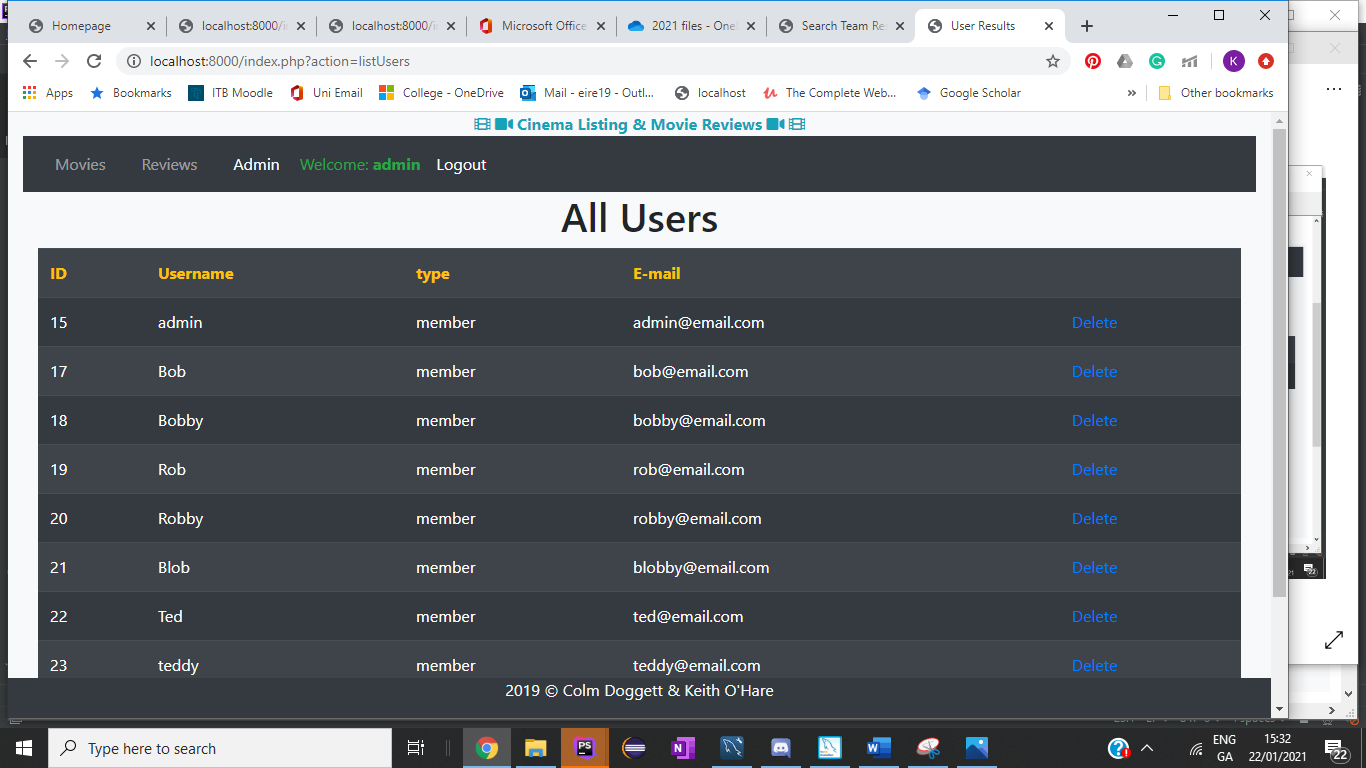 Homepage
localhost:8000/i
localhost:8000/i
Microsoft Office
2021 files - One
Search Team Re
User Results
localhost:8000/index.php?action=listUsers
K
Apps
Bookmarks
ITB Moodle
Uni Email
College - OneDrive
Mail - eire19 - Outl...
localhost
The Complete Web...
Google Scholar
»
Other bookmarks
Cinema Listing & Movie Reviews
Movies Reviews Admin Welcome: admin Logout
All Users
ID Username type E-mail
15 admin member admin@email.com Delete
17 Bob member bob@email.com Delete
18 Bobby member bobby@email.com Delete
19 Rob member rob@email.com Delete
20 Robby member robby@email.com Delete
21 Blob member blobby@email.com Delete
22 Ted member ted@email.com Delete
23 teddy member teddy@email.com Delete
2019 © Colm Doggett & Keith O'Hare
Type here to search
PS
N
W
ENG
GA
15:32
22/01/2021
22